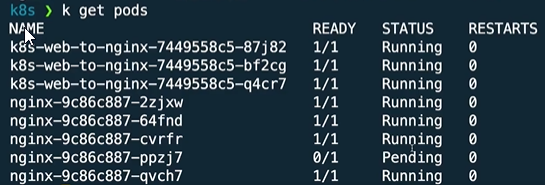 k8s ❯ k get pods
NAME READY STATUS RESTARTS
k8s-web-to-nginx-7449558c5-87j82 1/1 Running 0
k8s-web-to-nginx-7449558c5-bf2cg 1/1 Running 0
k8s-web-to-nginx-7449558c5-q4cr7 1/1 Running 0
nginx-9c86c887-2zjxw 1/1 Running 0
nginx-9c86c887-64fnd 1/1 Running 0
nginx-9c86c887-cvrfr 1/1 Running 0
nginx-9c86c887-ppzj7 0/1 Pending 0
nginx-9c86c887-qvch7 1/1 Running 0